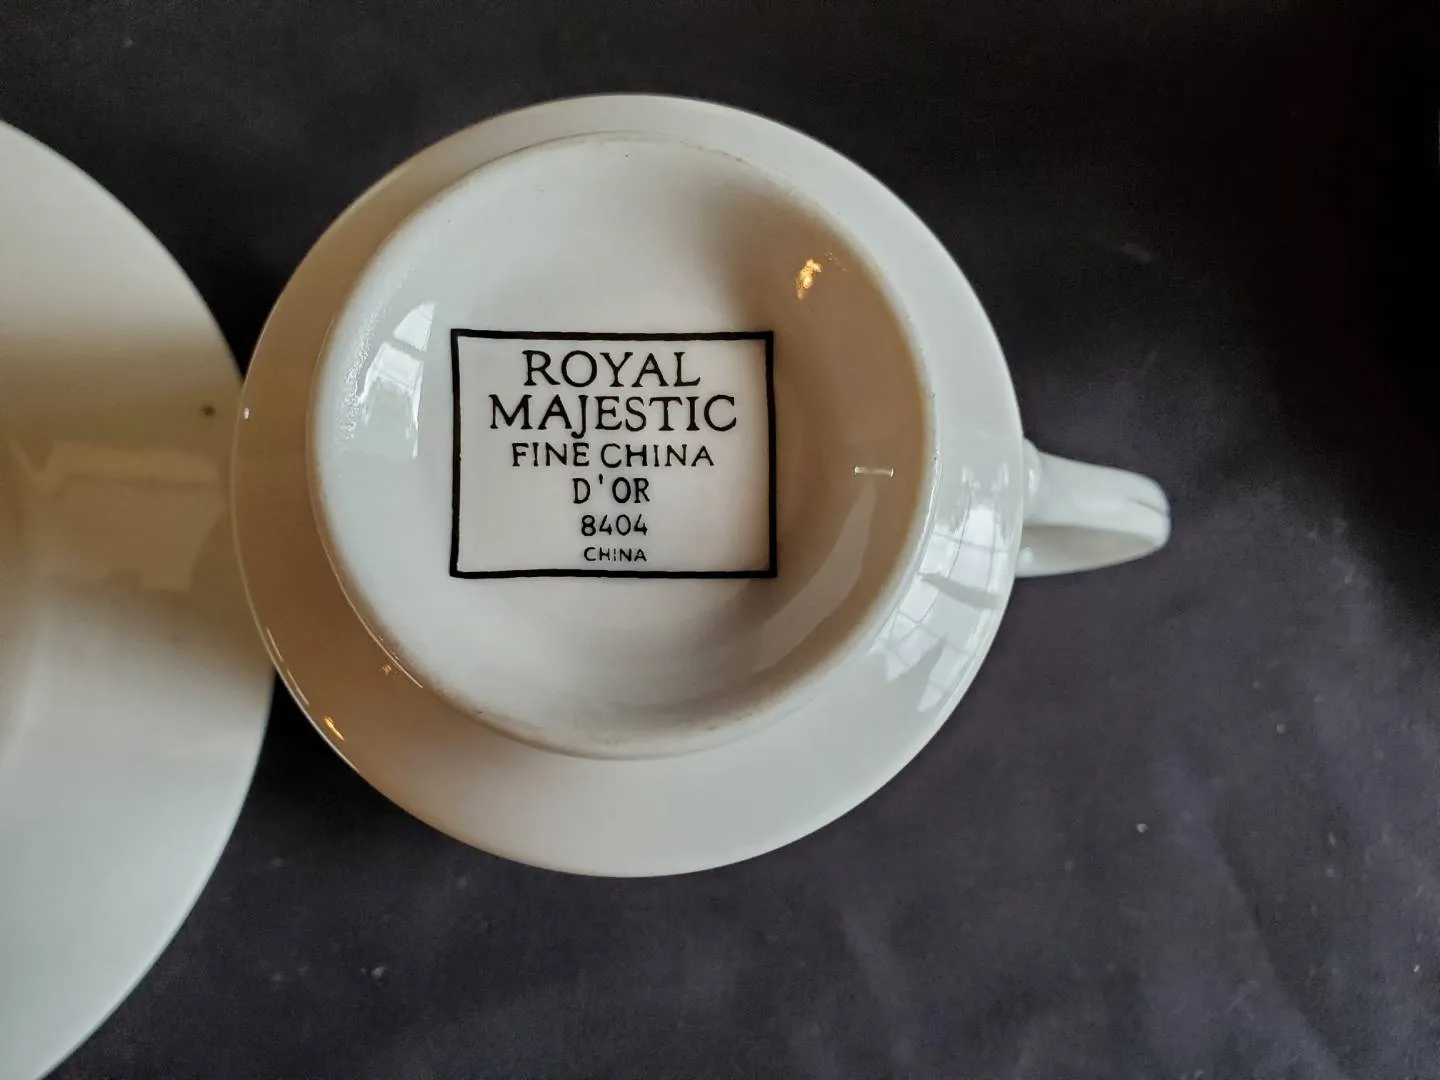 ROYAL
MAJESTIC
FINE CHINA
D'OR
8404
CHINA